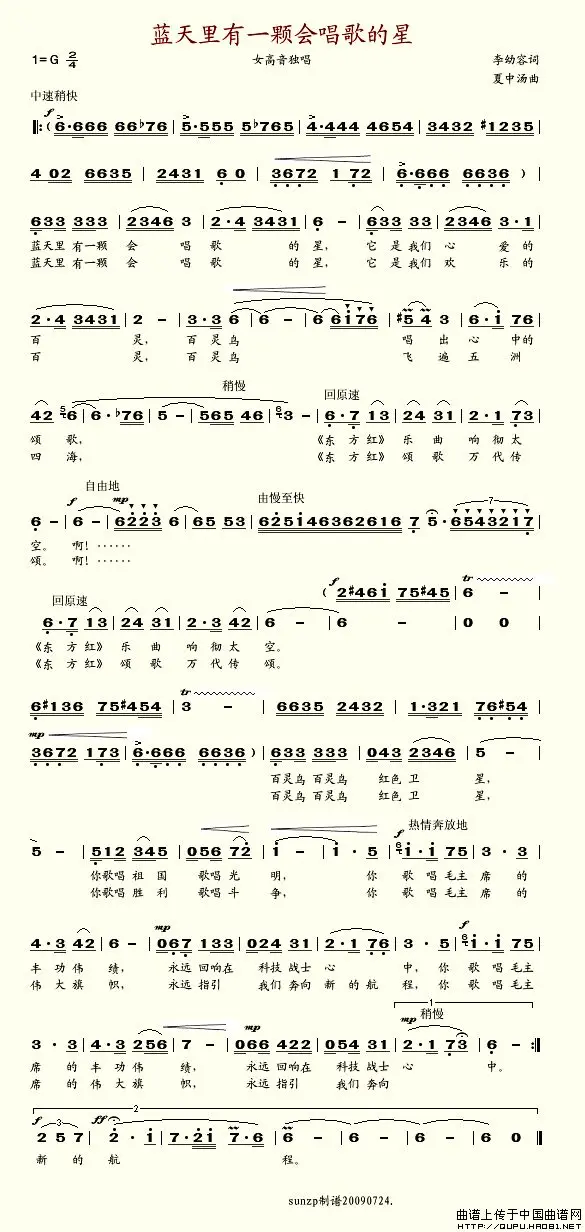 蓝天里有一颗会唱歌的星
1=G 2/4
女高音独唱
李幼容词
夏中汤曲
中速稍快
f
6·666 66♭76 | 5·555 5♭765 | 4·444 4654 | 3432 #1235 |
4 02 6635 | 2431 6 0 | 3672 1 72 | 6·666 6636 ) |
633 333 | 2346 3 | 2·4 3431 | 6 - | 633 33 | 2346 3·1 |
蓝天里 有一颗 会 唱 歌 的 星, 它 是我们 心 爱 的
蓝天里 有一颗 会 唱 歌 的 星, 它 是我们 欢 乐 的
2·4 3431 | 2 - | 3·3 6 | 6 - | 6 6176 | #5 4 3 | 6·1 76 |
百 灵, 百 灵 鸟 唱 出 心 中的
百 灵, 百 灵 鸟 飞 遍 五 洲
稍慢
回原速
42 6 | 6·♭76 | 5 - | 565 46 | 3 - | 6·7 13 | 24 31 | 2·1 73 |
颂 歌, 《东 方 红》 乐 曲 响 彻 太
四 海, 《东 方 红》 颂 歌 万 代 传
自由地
由慢至快
f mp
6 - | 6 - | 6223 6 | 65 53 | 625146362616 7 5·6543217 |
空。 啊!······
颂。 啊!······
回原速
f tr
( 2#461 75#45 | 6 -
6·7 13 | 24 31 | 2·3 42 | 6 - | 6 - | 0 0 |
《东 方 红》 乐 曲 响 彻 太 空。
《东 方 红》 颂 歌 万 代 传 颂。
tr
6#136 75#454 | 3 - | 6635 2432 | 1·321 76#54 |
mp
3672 173 | 6·666 6636 ) | 633 333 | 043 2346 | 5 - |
百灵鸟 百灵鸟 红色 卫 星,
百灵鸟 百灵鸟 红色 卫 星,
热情奔放地
f
5 - | 512 345 | 056 72 | 1 - | 1·5 | 1·1 75 | 3·3 |
你歌唱 祖 国 歌唱 光 明, 你 歌 唱 毛主 席 的
你歌唱 胜 利 歌唱 斗 争, 你 歌 唱 毛主 席 的
mp f
4·3 42 | 6 - | 067 133 | 024 31 | 2·1 76 | 3·5 | 1·1 75 |
丰 功 伟 绩, 永远 回响在 科技 战士 心 中, 你 歌 唱 毛主
伟 大 旗 帜, 永远 指引 我们 奔向 新 的 航 程, 你 歌 唱 毛主
mp mp 稍慢
1
3·3 | 4·3 256 | 7 - | 066 422 | 054 31 | 2·1 73 | 6 - :||
席 的 丰 功 伟 绩, 永远 回响在 科技 战士 心 中。
席 的 伟 大 旗 帜, 永远 指引 我们 奔向
2
f ff
2 5 7 | 2·1 | 7·21 7·6 | 6 - | 6 - | 6 - | 6 0 ||
新 的 航 程。
sunzp制谱20090724.
曲谱上传于中国曲谱网
HTTP://QUPU.HAO81.NET